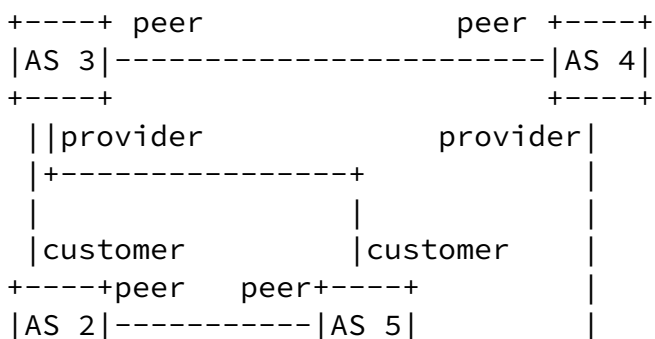 +----+ peer                peer +----+
|AS 3|-------------------------|AS 4|
+----+                          +----+
 ||provider           provider|
 |+----------------+            |
 |                 |            |
 |customer         |customer    |
+----+peer   peer+----+         |
|AS 2|-----------|AS 5|         |